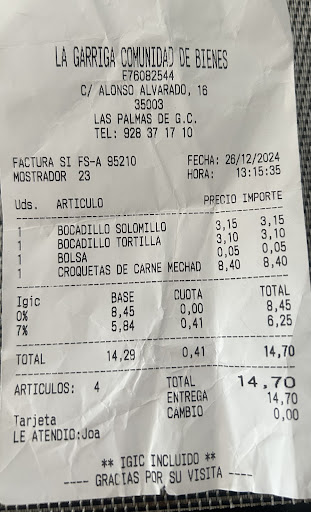 LA GARRIGA COMUNIDAD DE BIENES
E76082544
C/ ALONSO ALVARADO, 16
35003
LAS PALMAS DE G.C.
TEL: 928 37 17 10
FACTURA SI FS-A 95210 FECHA: 26/12/2024
MOSTRADOR 23 HORA: 13:15:35
Uds. ARTICULO PRECIO IMPORTE
1 BOCADILLO SOLOMILLO 3,15 3,15
1 BOCADILLO TORTILLA 3,10 3,10
1 BOLSA 0,05 0,05
1 CROQUETAS DE CARNE MECHAD 8,40 8,40
Igic BASE CUOTA TOTAL
0% 8,45 0,00 8,45
7% 5,84 0,41 6,25
TOTAL 14,29 0,41 14,70
ARTICULOS: 4 TOTAL 14,70
ENTREGA 14,70
CAMBIO 0,00
Tarjeta
LE ATENDIO:Joa
** IGIC INCLUIDO **
---- GRACIAS POR SU VISITA ----